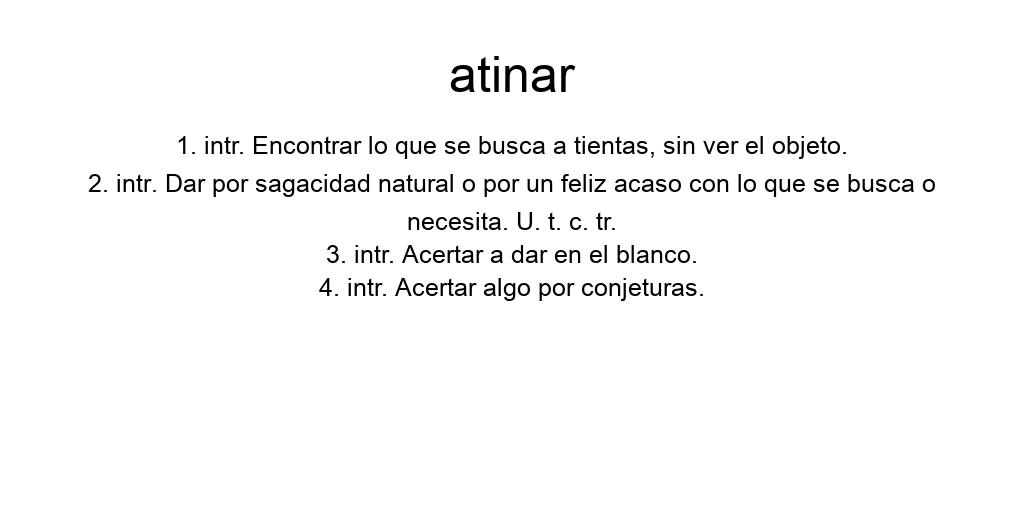 atinar
1. intr. Encontrar lo que se busca a tientas, sin ver el objeto.
2. intr. Dar por sagacidad natural o por un feliz acaso con lo que se busca o
necesita. U. t. c. tr.
3. intr. Acertar a dar en el blanco.
4. intr. Acertar algo por conjeturas.